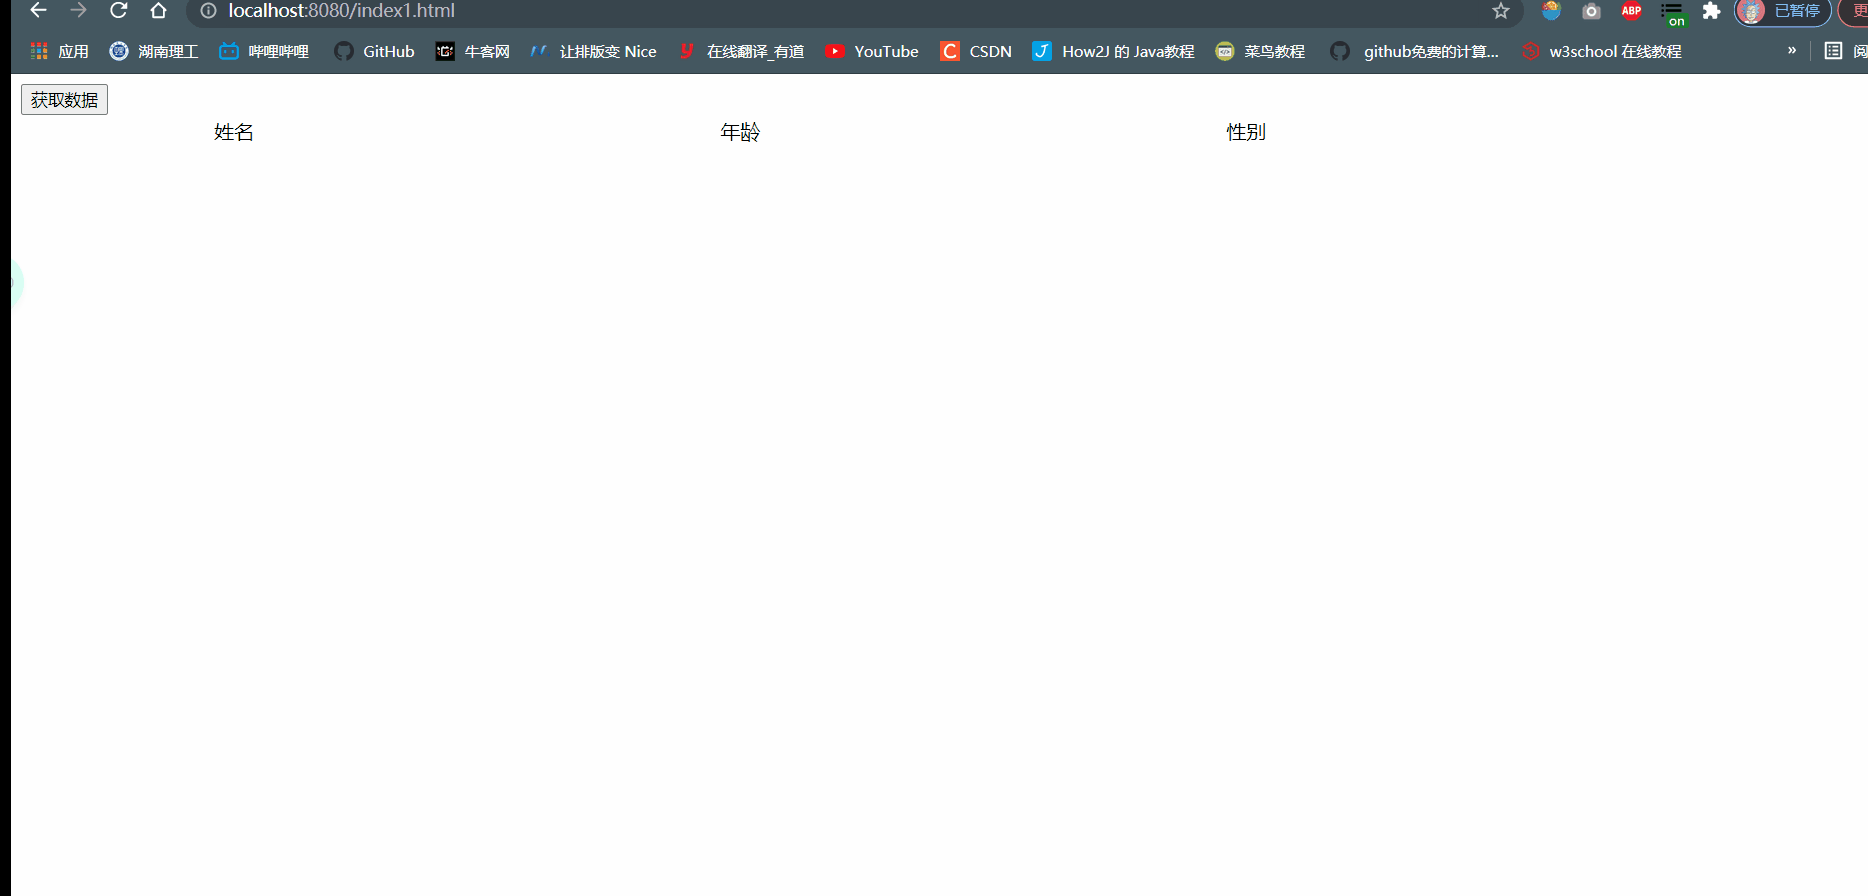 localhost:8080/index1.html ABP on 已暂停 更
应用 湖南理工 哔哩哔哩 GitHub 牛客网 让排版变 Nice 在线翻译_有道 YouTube CSDN How2J 的 Java教程 菜鸟教程 github免费的计算... w3school 在线教程 » 阅
获取数据
姓名 年龄 性别